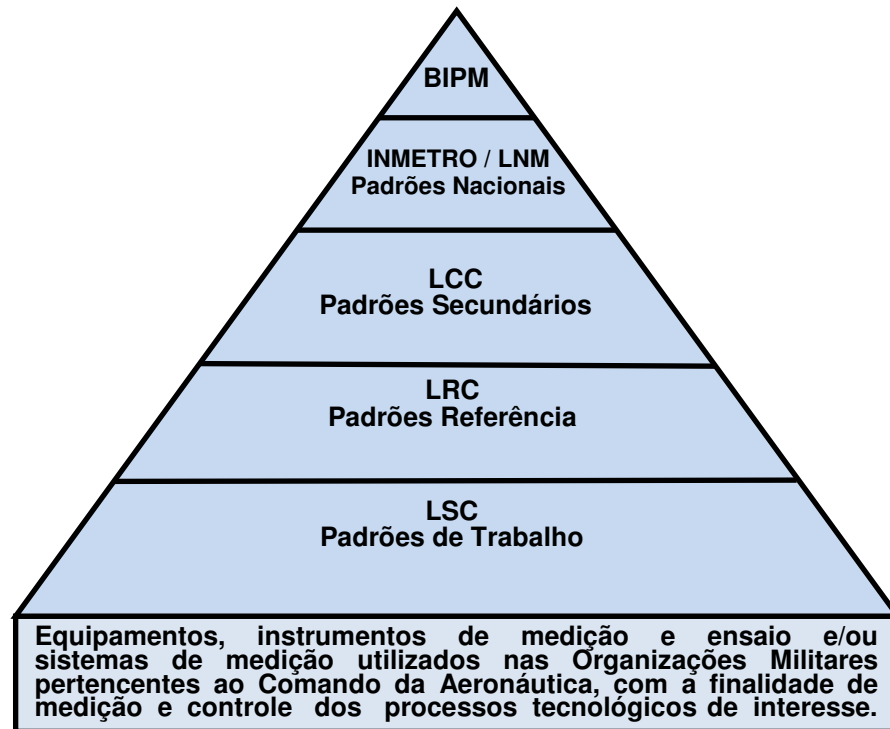 BIPM
INMETRO / LNM
Padrões Nacionais
LCC
Padrões Secundários
LRC
Padrões Referência
LSC
Padrões de Trabalho
Equipamentos, instrumentos de medição e ensaio e/ou
sistemas de medição utilizados nas Organizações Militares
pertencentes ao Comando da Aeronáutica, com a finalidade de
medição e controle dos processos tecnológicos de interesse.